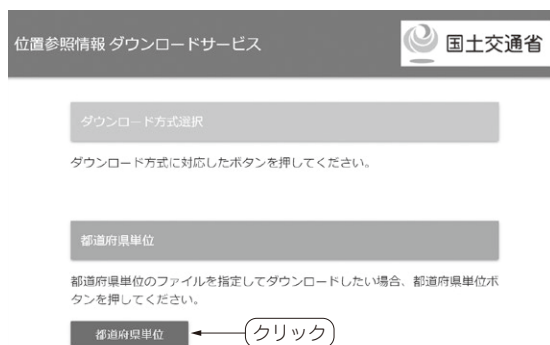 位置参照情報 ダウンロードサービス
国土交通省
ダウンロード方式選択
ダウンロード方式に対応したボタンを押してください。
都道府県単位
都道府県単位のファイルを指定してダウンロードしたい場合、都道府県単位ボ
タンを押してください。
都道府県単位
クリック